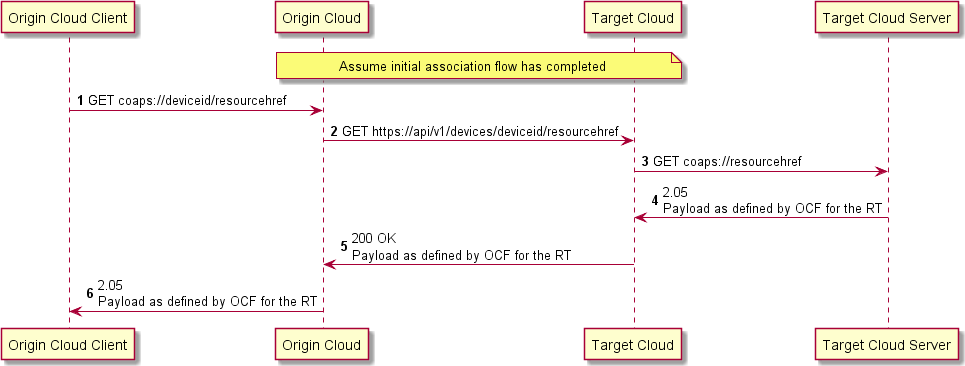 Origin Cloud Client
Origin Cloud
Target Cloud
Target Cloud Server
Assume initial association flow has completed
1 GET coaps://deviceid/resourcehref
2 GET https://api/v1/devices/deviceid/resourcehref
3 GET coaps://resourcehref
4 2.05
Payload as defined by OCF for the RT
5 200 OK
Payload as defined by OCF for the RT
6 2.05
Payload as defined by OCF for the RT
Origin Cloud Client
Origin Cloud
Target Cloud
Target Cloud Server